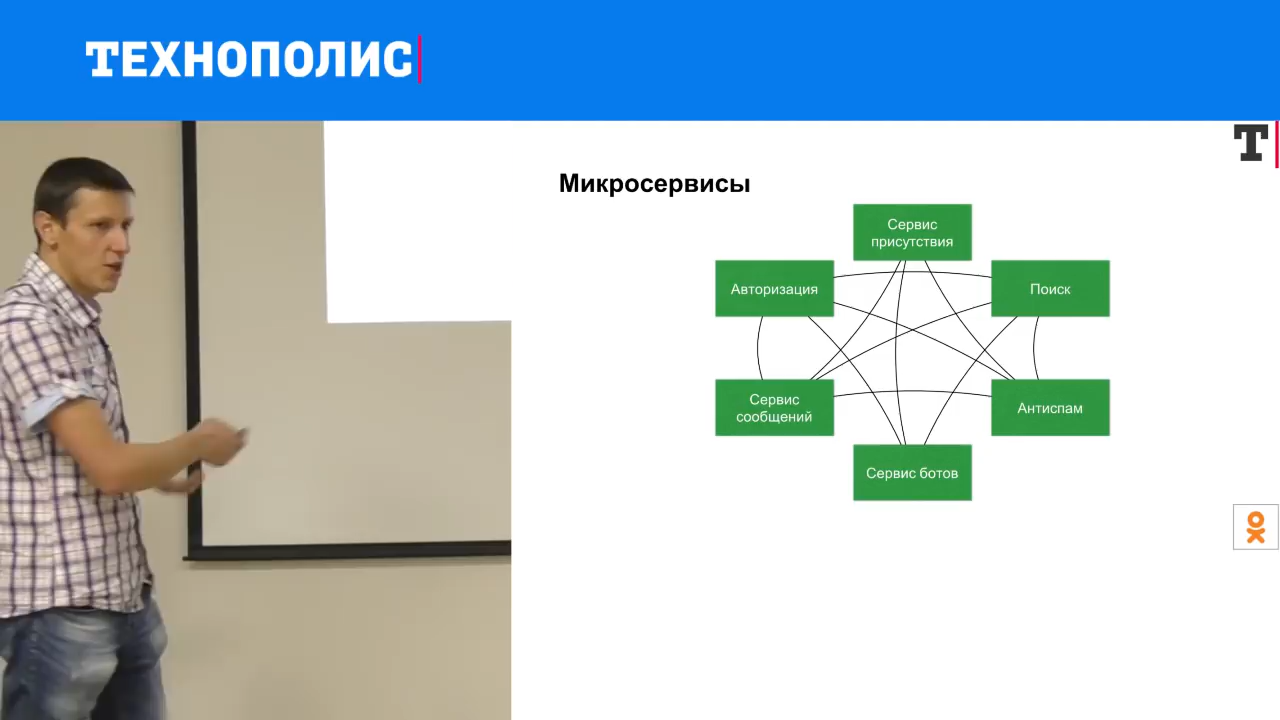 ТЕХНОПОЛИС
Т
Микросервисы
Сервис
присутствия
Авторизация
Поиск
Сервис
сообщений
Антиспам
Сервис ботов